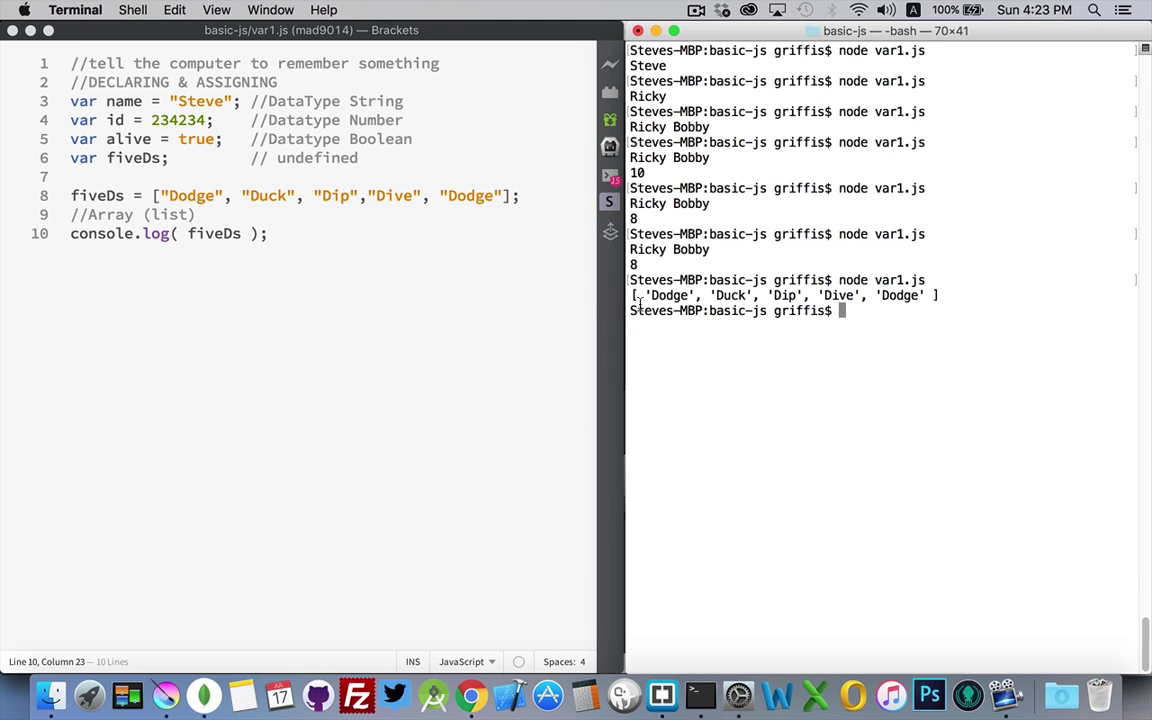 Terminal Shell Edit View Window Help A 100% Sun 4:23 PM
basic-js/var1.js (mad9014) — Brackets
1 //tell the computer to remember something
2 //DECLARING & ASSIGNING
3 var name = "Steve"; //DataType String
4 var id = 234234; //Datatype Number
5 var alive = true; //Datatype Boolean
6 var fiveDs; // undefined
7
8 fiveDs = ["Dodge", "Duck", "Dip","Dive", "Dodge"];
9 //Array (list)
10 console.log( fiveDs );
Line 10, Column 23 — 10 Lines INS JavaScript Spaces: 4
15
S
basic-js — -bash — 70×41
[Steves-MBP:basic-js griffis$ node var1.js ]
Steve
[Steves-MBP:basic-js griffis$ node var1.js ]
Ricky
[Steves-MBP:basic-js griffis$ node var1.js ]
Ricky Bobby
[Steves-MBP:basic-js griffis$ node var1.js ]
Ricky Bobby
10
[Steves-MBP:basic-js griffis$ node var1.js ]
Ricky Bobby
8
[Steves-MBP:basic-js griffis$ node var1.js ]
Ricky Bobby
8
[Steves-MBP:basic-js griffis$ node var1.js ]
[ 'Dodge', 'Duck', 'Dip', 'Dive', 'Dodge' ]
Steves-MBP:basic-js griffis$
JUL
17
Fz
W
X
O
Ps